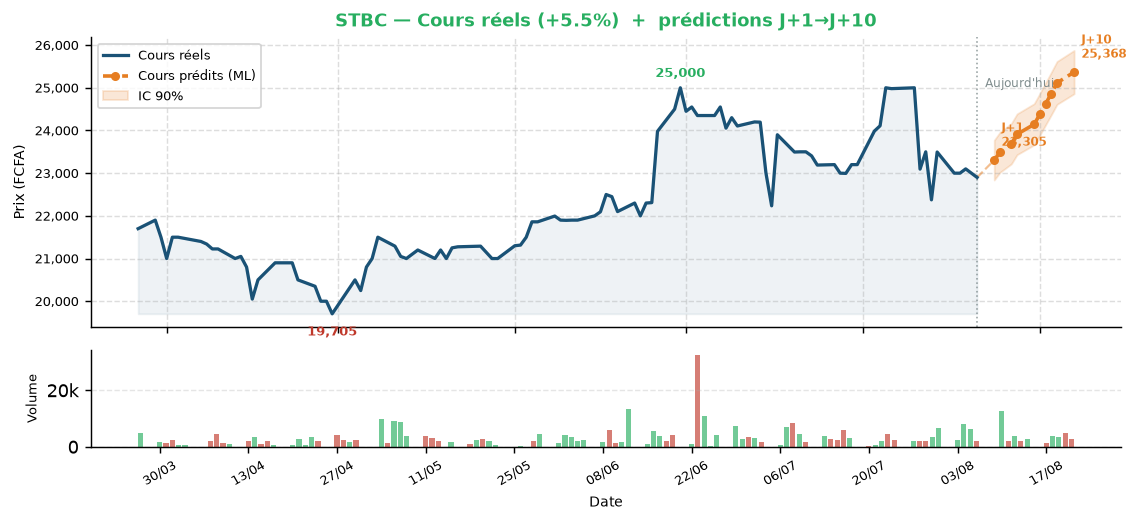 STBC — Cours réels (+5.5%)  +  prédictions J+1→J+10
Prix (FCFA)
26,000
25,000
24,000
23,000
22,000
21,000
20,000
Cours réels
Cours prédits (ML)
IC 90%
25,000
19,705
Aujourd'hui
J+1
23,305
J+10
25,368
Volume
20k
0
30/03
13/04
27/04
11/05
25/05
08/06
22/06
06/07
20/07
03/08
17/08
Date